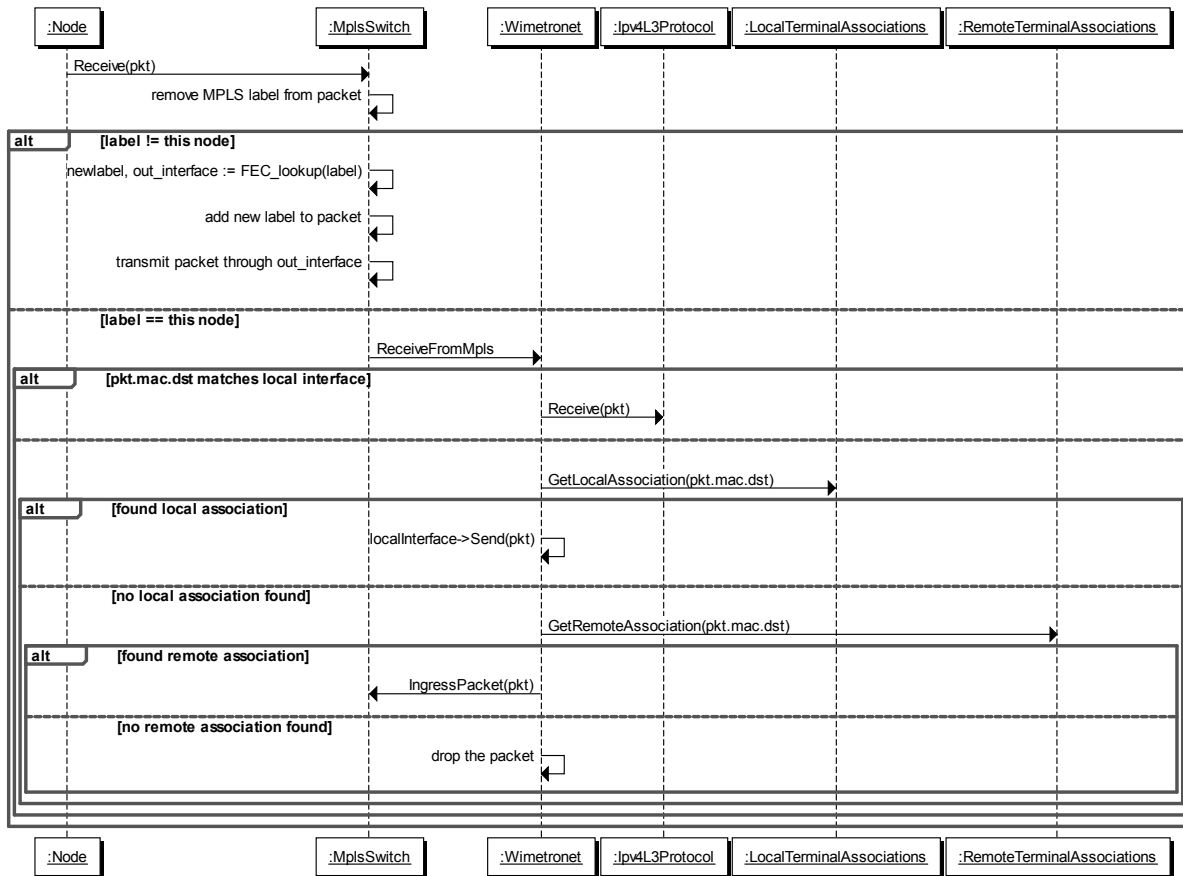 :Node :MplsSwitch :Wimetronet :Ipv4L3Protocol :LocalTerminalAssociations :RemoteTerminalAssociations
Receive(pkt)
remove MPLS label from packet
alt [label != this node]
newlabel, out_interface := FEC_lookup(label)
add new label to packet
transmit packet through out_interface
[label == this node]
ReceiveFromMpls
alt [pkt.mac.dst matches local interface]
Receive(pkt)
GetLocalAssociation(pkt.mac.dst)
alt [found local association]
localInterface->Send(pkt)
[no local association found]
GetRemoteAssociation(pkt.mac.dst)
alt [found remote association]
IngressPacket(pkt)
[no remote association found]
drop the packet
:Node :MplsSwitch :Wimetronet :Ipv4L3Protocol :LocalTerminalAssociations :RemoteTerminalAssociations